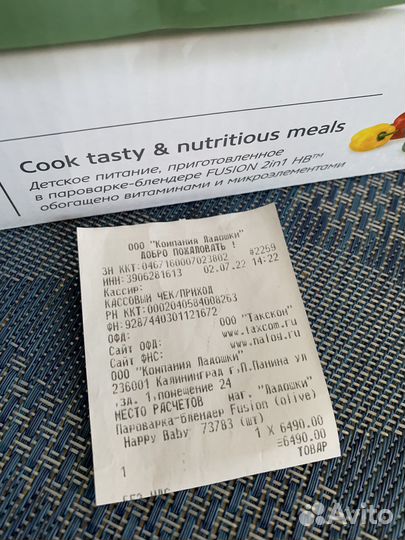 Cook tasty & nutritious meals
Детское питание, приготовленное
в пароварке-блендере FUSION 2in1 HB™
обогащено витаминами и микроэлементами
ООО "Компания Ладошки"
ДОБРО ПОЖАЛОВАТЬ !
ЗН ККТ:0467160007023802 #2259
ИНН:3906281613 02.07.22 14:22
Кассир:
КАССОВЫЙ ЧЕК/ПРИХОД
РН ККТ:0002040584008263
ФН:9287440301121672
ОФД: ООО "Такскон"
Сайт ОФД: www.taxcom.ru
Сайт ФНС: www.nalog.ru
ООО "Компания Ладошки"
236001 Калининград г,П.Панина ул
,зд. 1,помещение 24
МЕСТО РАСЧЕТОВ маг. "Ладошки"
Пароварка-блендер Fusion (olive)
Happy Baby 73783 (шт)
1 X 6490.00
1 ≡6490.00
ТОВАР
БЕЗ НДС
Avito